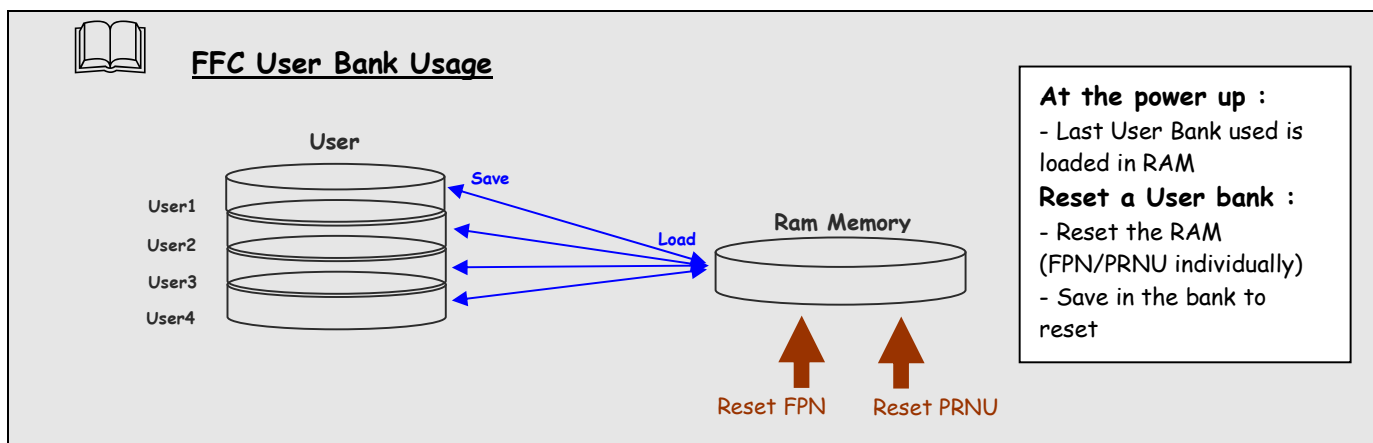 FFC User Bank Usage
User
User1
User2
User3
User4
Save
Load
Ram Memory
Reset FPN
Reset PRNU
At the power up :
- Last User Bank used is
loaded in RAM
Reset a User bank :
- Reset the RAM
(FPN/PRNU individually)
- Save in the bank to
reset